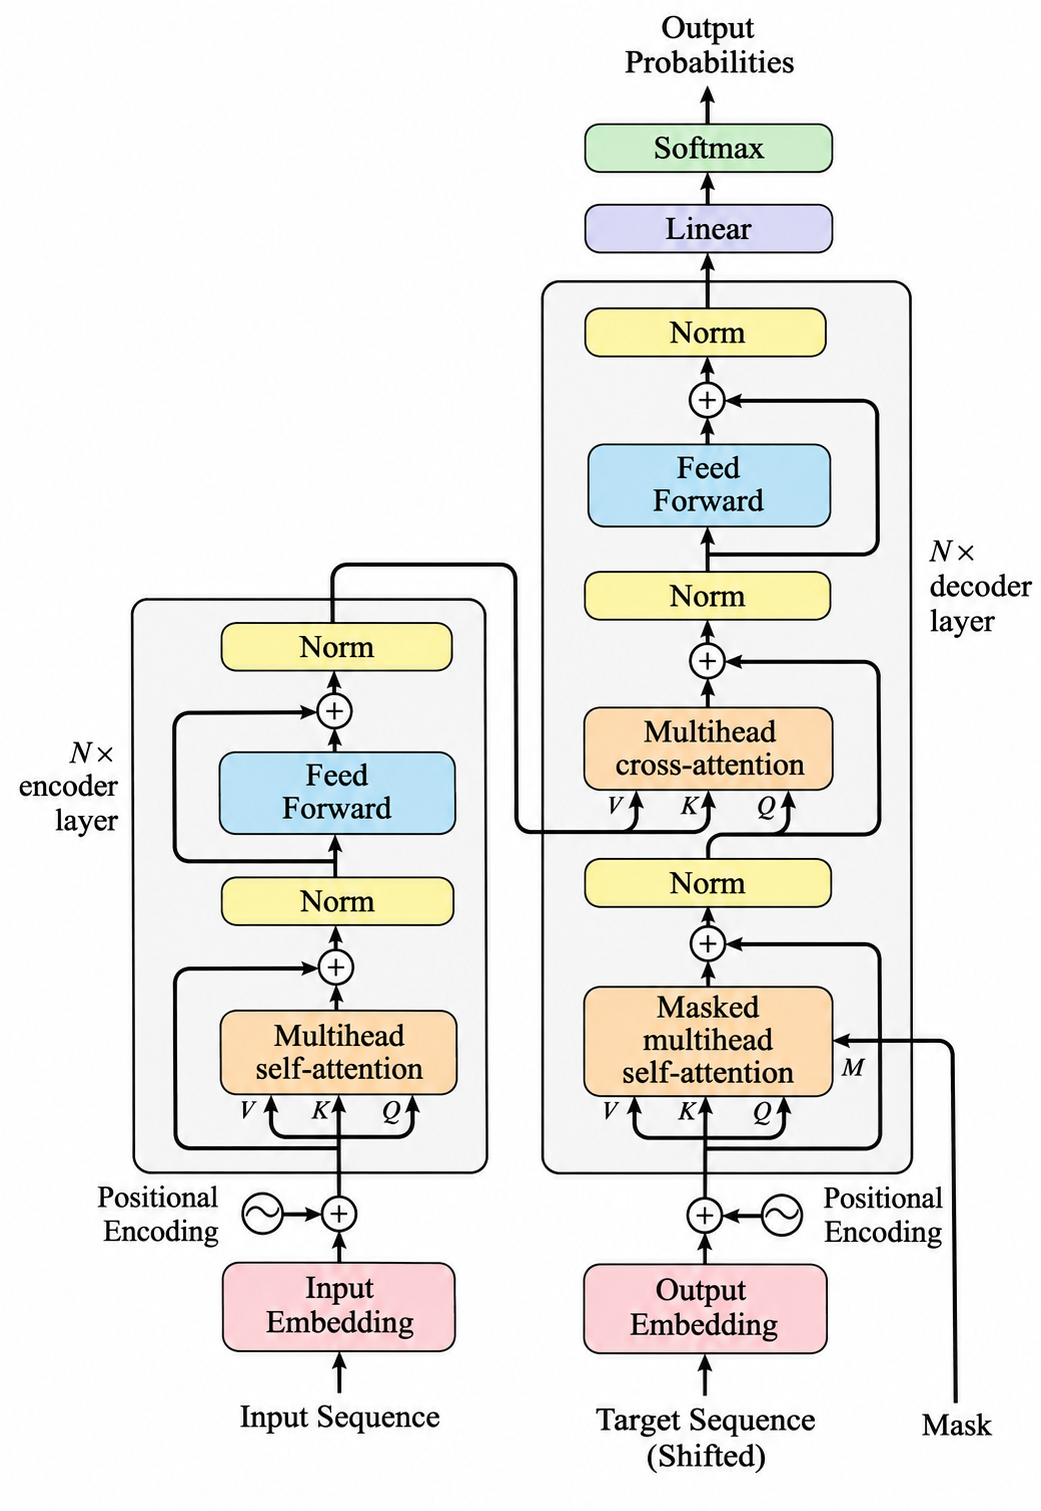 Output
Probabilities
Softmax
Linear
Norm
+
Feed
Forward
N×
decoder
layer
Norm
+
Multihead
cross-attention
V K Q
Norm
+
Masked
multihead
self-attention
M
V K Q
+
Positional
Encoding
Output
Embedding
Target Sequence
(Shifted)
Mask
Norm
+
Feed
Forward
N×
encoder
layer
Norm
+
Multihead
self-attention
V K Q
Positional
Encoding
+
Input
Embedding
Input Sequence